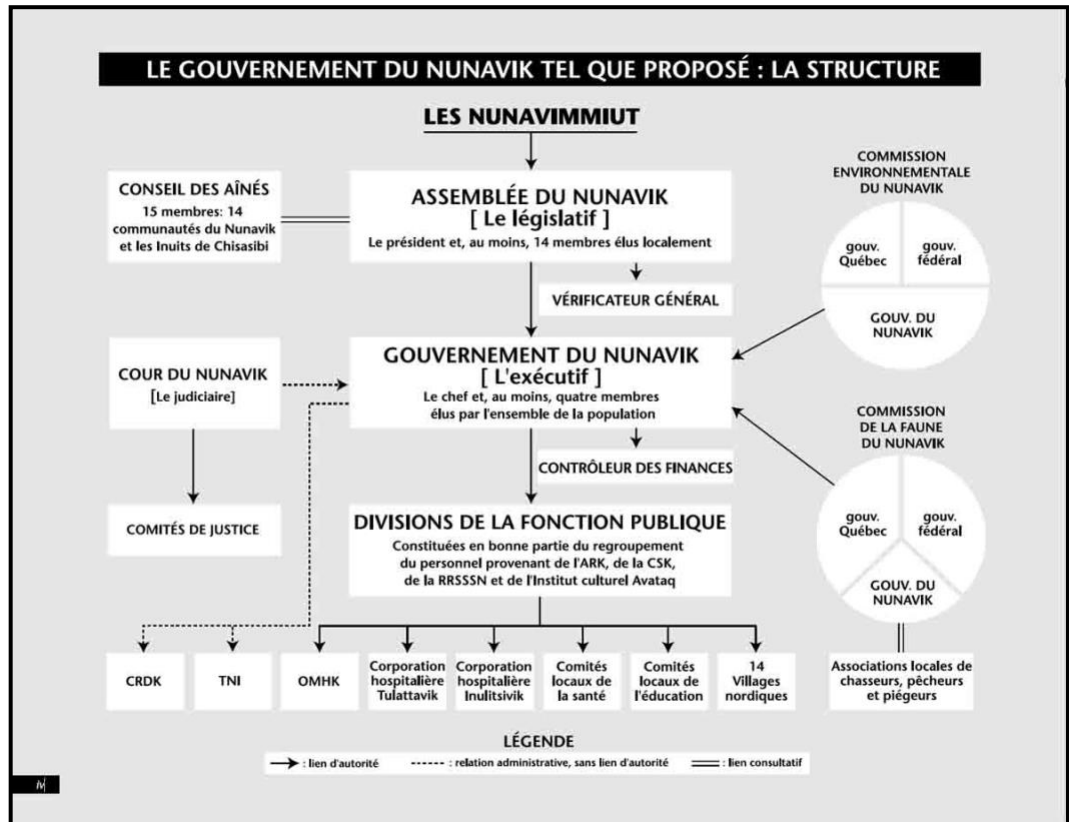 LE GOUVERNEMENT DU NUNAVIK TEL QUE PROPOSÉ : LA STRUCTURE
LES NUNAVIMMIUT
CONSEIL DES AÎNÉS
15 membres: 14
communautés du Nunavik
et les Inuits de Chisasibi
ASSEMBLÉE DU NUNAVIK
[ Le législatif ]
Le président et, au moins, 14 membres élus localement
VÉRIFICATEUR GÉNÉRAL
COMMISSION
ENVIRONNEMENTALE
DU NUNAVIK
gouv.
Québec
gouv.
fédéral
GOUV. DU
NUNAVIK
COUR DU NUNAVIK
[Le judiciaire]
GOUVERNEMENT DU NUNAVIK
[ L'exécutif ]
Le chef et, au moins, quatre membres
élus par l'ensemble de la population
CONTRÔLEUR DES FINANCES
COMMISSION
DE LA FAUNE
DU NUNAVIK
gouv.
Québec
gouv.
fédéral
GOUV. DU
NUNAVIK
COMITÉS DE JUSTICE
DIVISIONS DE LA FONCTION PUBLIQUE
Constituées en bonne partie du regroupement
du personnel provenant de l'ARK, de la CSK,
de la RRSSSN et de l'Institut culturel Avataq
CRDK
TNI
OMHK
Corporation
hospitalière
Tulattavik
Corporation
hospitalière
Inulitsivik
Comités
locaux de
la santé
Comités
locaux de
l'éducation
14
Villages
nordiques
Associations locales de
chasseurs, pêcheurs
et piégeurs
LÉGENDE
: lien d'autorité
: relation administrative, sans lien d'autorité
: lien consultatif
iv